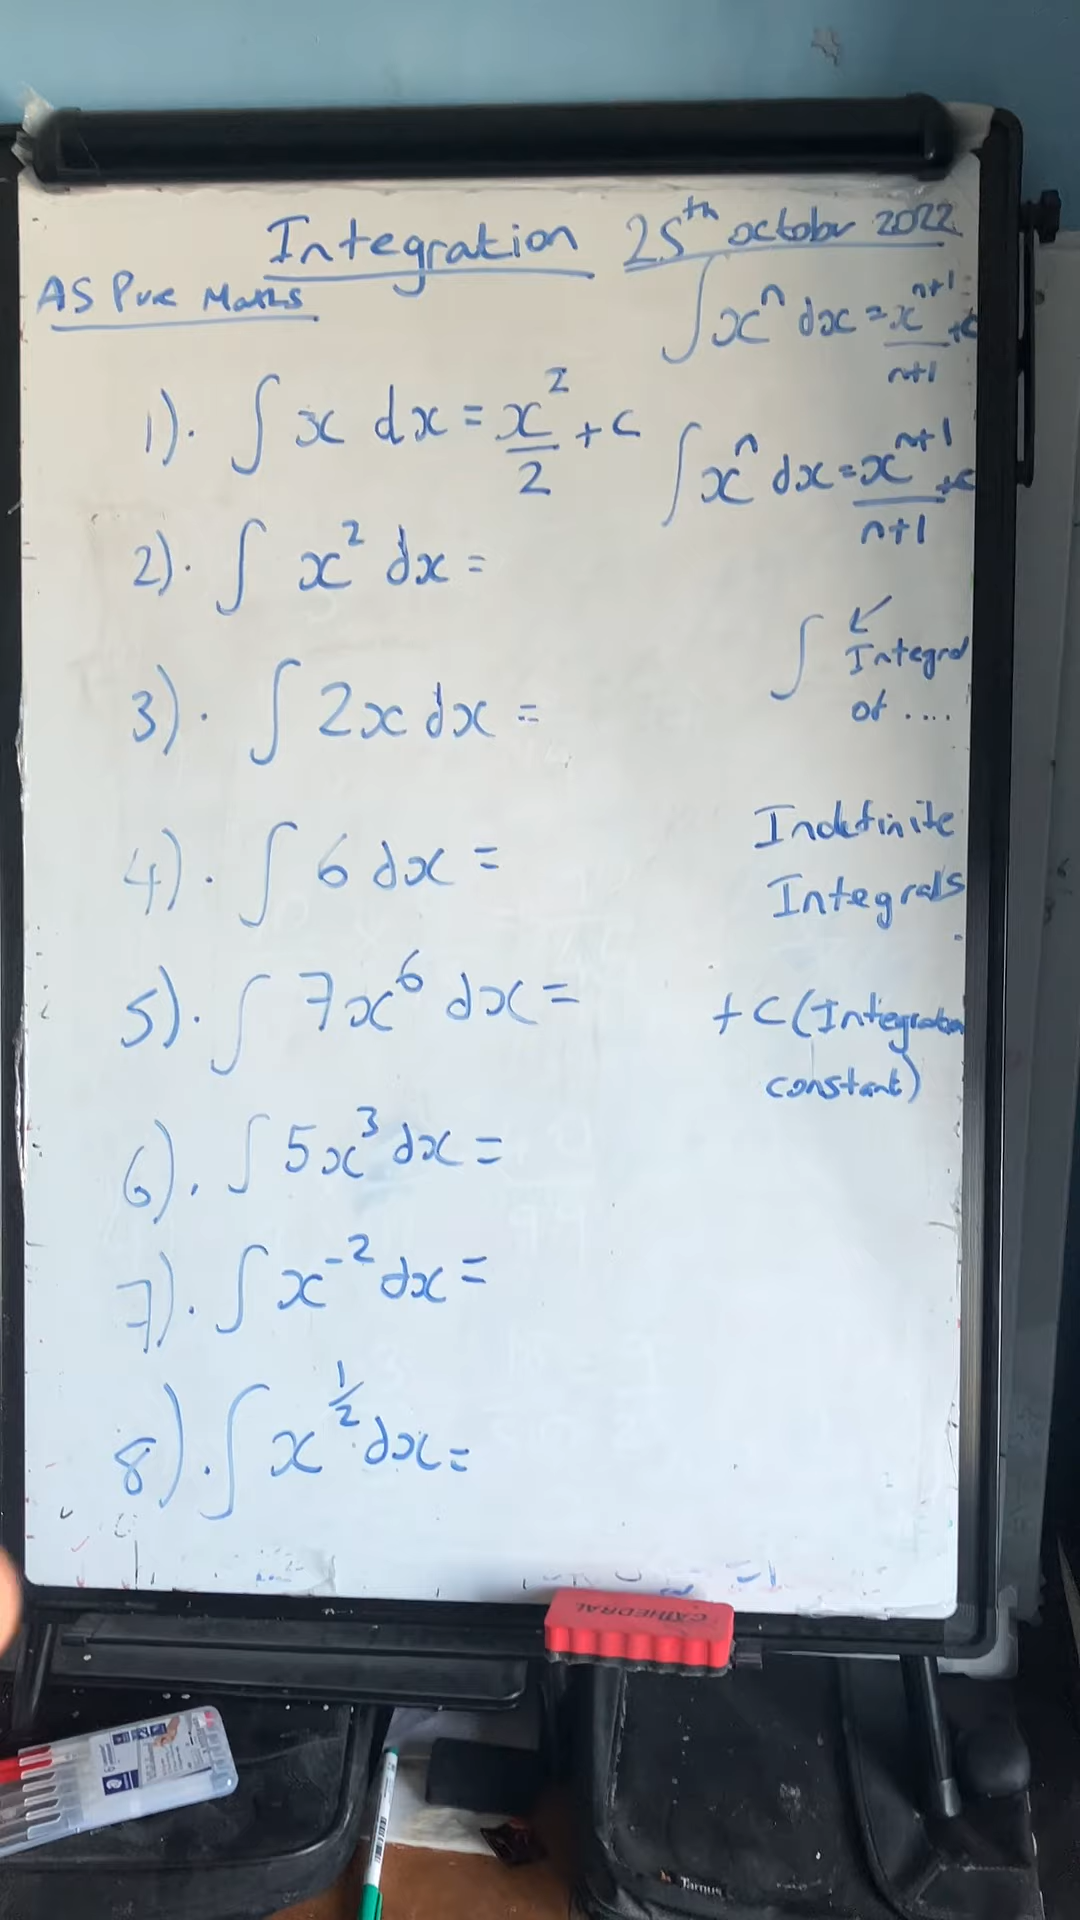 Integration 25th october 2022
AS Pure Maths
∫ xⁿ dx = xⁿ⁺¹/n+1 + c
1). ∫ x dx = x²/2 + c
∫ xⁿ dx = xⁿ⁺¹/n+1 + c
2). ∫ x² dx =
∫ ↙ Integral
of ....
3). ∫ 2x dx =
Indefinite
Integrals
4). ∫ 6 dx =
5). ∫ 7x⁶ dx =
+ C (Integration
constant)
6). ∫ 5x³ dx =
7). ∫ x⁻² dx =
8). ∫ x^½ dx =
= 1
CATHEDRAL
Targus